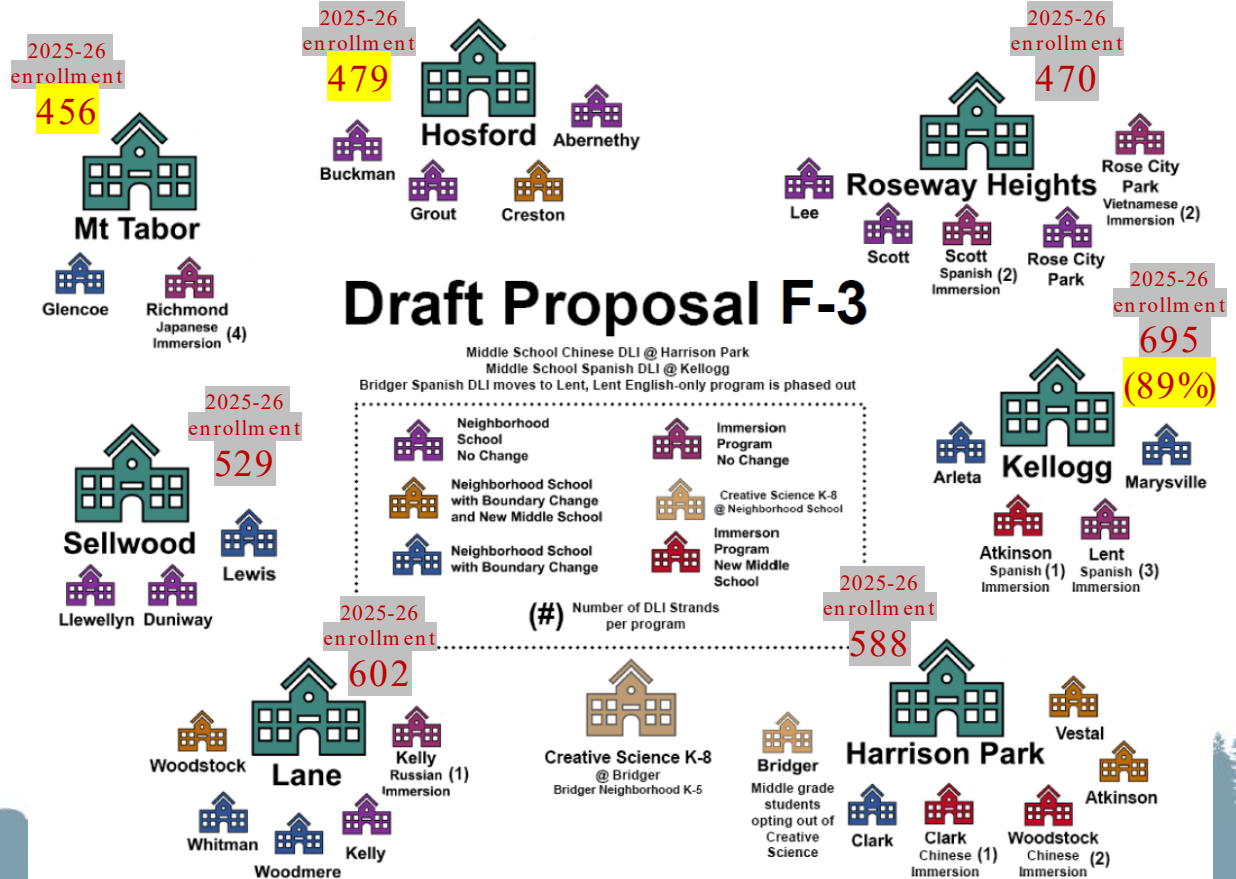 2025-26
enrollment
456
Mt Tabor
Glencoe
Richmond
Japanese
Immersion (4)
2025-26
enrollment
479
Hosford
Buckman
Grout
Creston
Abernethy
2025-26
enrollment
470
Roseway Heights
Lee
Scott
Scott
Spanish (2)
Immersion
Rose City
Park
Rose City
Park
Vietnamese
Immersion (2)
Draft Proposal F-3
Middle School Chinese DLI @ Harrison Park
Middle School Spanish DLI @ Kellogg
Bridger Spanish DLI moves to Lent, Lent English-only program is phased out
Neighborhood
School
No Change
Immersion
Program
No Change
Neighborhood School
with Boundary Change
and New Middle School
Creative Science K-8
@ Neighborhood School
Neighborhood School
with Boundary Change
Immerson
Program
New Middle
School
(#) Number of DLI Strands
per program
2025-26
enrollment
695
(89%)
Kellogg
Arleta
Marysville
Atkinson
Spanish (1)
Immersion
Lent
Spanish (3)
Immersion
2025-26
enrollment
529
Sellwood
Lewis
Llewellyn
Duniway
2025-26
enrollment
602
Lane
Woodstock
Kelly
Russian (1)
Immersion
Whitman
Woodmere
Kelly
Creative Science K-8
@ Bridger
Bridger Neighborhood K-5
2025-26
enrollment
588
Harrison Park
Bridger
Middle grade
students
opting out of
Creative
Science
Vestal
Atkinson
Clark
Clark
Chinese (1)
Immersion
Woodstock
Chinese (2)
Immersion